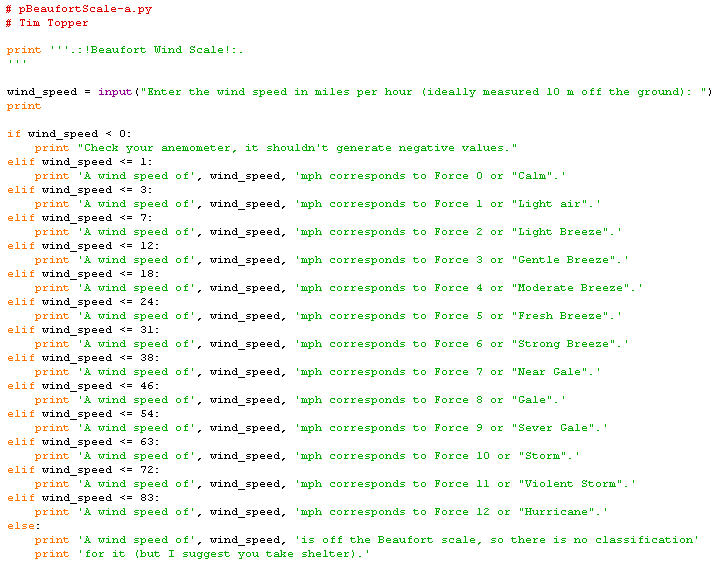 # pBeaufortScale-a.py
# Tim Topper
print '''.:!Beaufort Wind Scale!:.
'''
wind_speed = input("Enter the wind speed in miles per hour (ideally measured 10 m off the ground): ")
print
if wind_speed < 0:
    print "Check your anemometer, it shouldn't generate negative values."
elif wind_speed <= 1:
    print 'A wind speed of', wind_speed, 'mph corresponds to Force 0 or "Calm".'
elif wind_speed <= 3:
    print 'A wind speed of', wind_speed, 'mph corresponds to Force 1 or "Light air".'
elif wind_speed <= 7:
    print 'A wind speed of', wind_speed, 'mph corresponds to Force 2 or "Light Breeze".'
elif wind_speed <= 12:
    print 'A wind speed of', wind_speed, 'mph corresponds to Force 3 or "Gentle Breeze".'
elif wind_speed <= 18:
    print 'A wind speed of', wind_speed, 'mph corresponds to Force 4 or "Moderate Breeze".'
elif wind_speed <= 24:
    print 'A wind speed of', wind_speed, 'mph corresponds to Force 5 or "Fresh Breeze".'
elif wind_speed <= 31:
    print 'A wind speed of', wind_speed, 'mph corresponds to Force 6 or "Strong Breeze".'
elif wind_speed <= 38:
    print 'A wind speed of', wind_speed, 'mph corresponds to Force 7 or "Near Gale".'
elif wind_speed <= 46:
    print 'A wind speed of', wind_speed, 'mph corresponds to Force 8 or "Gale".'
elif wind_speed <= 54:
    print 'A wind speed of', wind_speed, 'mph corresponds to Force 9 or "Sever Gale".'
elif wind_speed <= 63:
    print 'A wind speed of', wind_speed, 'mph corresponds to Force 10 or "Storm".'
elif wind_speed <= 72:
    print 'A wind speed of', wind_speed, 'mph corresponds to Force 11 or "Violent Storm".'
elif wind_speed <= 83:
    print 'A wind speed of', wind_speed, 'mph corresponds to Force 12 or "Hurricane".'
else:
    print 'A wind speed of', wind_speed, 'is off the Beaufort scale, so there is no classification'
    print 'for it (but I suggest you take shelter).'